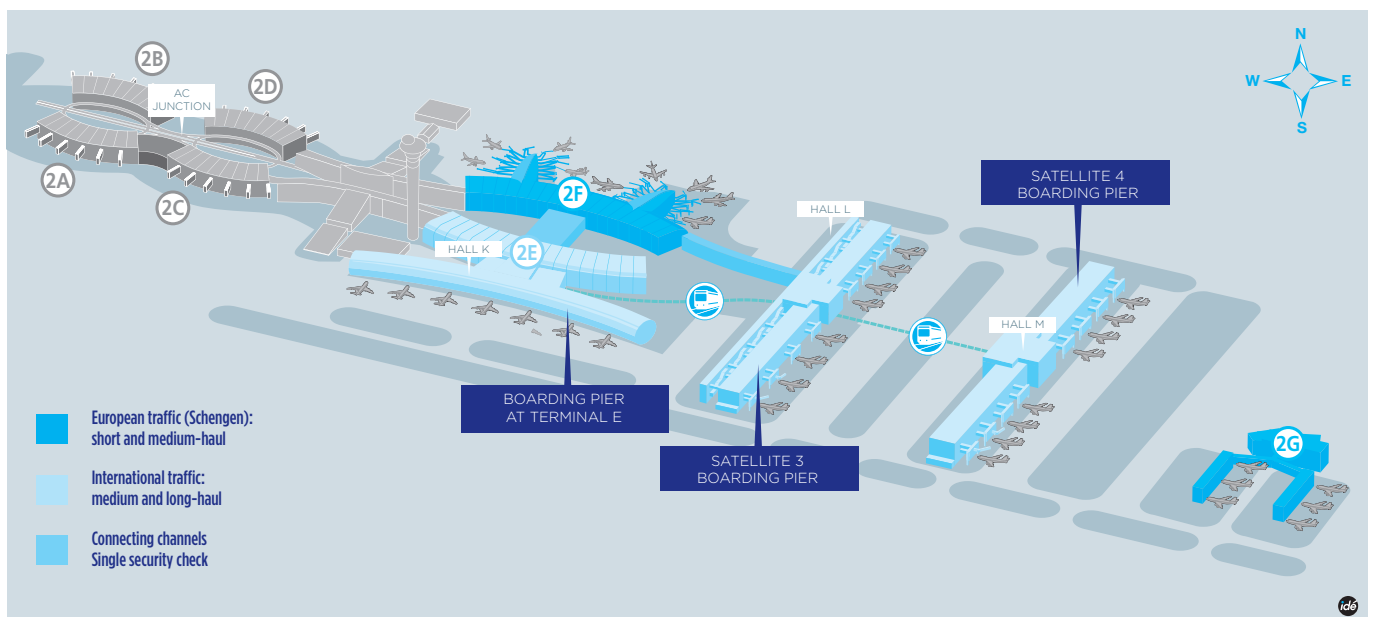 2B
AC
JUNCTION
2D
2A
2C
2F
HALL K
2E
HALL L
SATELLITE 4
BOARDING PIER
N
W
E
S
HALL M
BOARDING PIER
AT TERMINAL E
SATELLITE 3
BOARDING PIER
2G
European traffic (Schengen):
short and medium-haul
International traffic:
medium and long-haul
Connecting channels
Single security check
idé